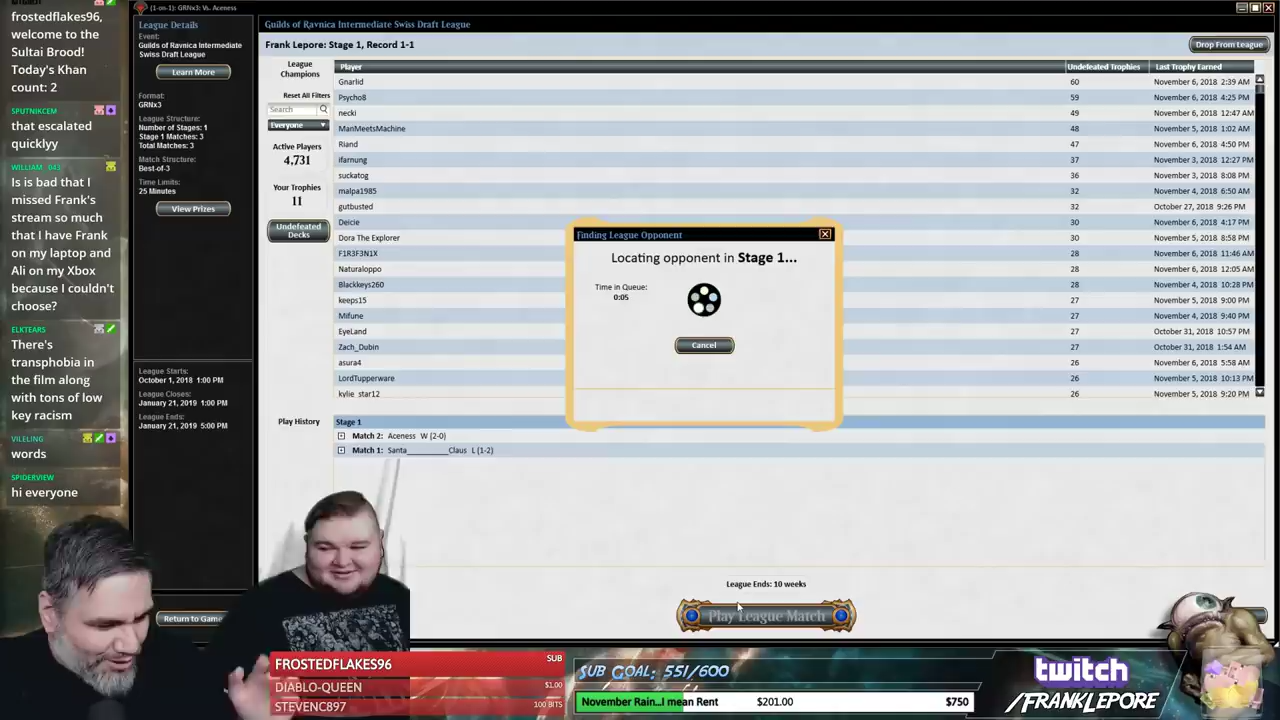 frostedflakes96,
welcome to the
Sultai Brood!
Today's Khan
count: 2
SPUTNIKCEM
that escalated
quicklyy
WILLIAM_043
Is is bad that I
missed Frank's
stream so much
that I have Frank
on my laptop and
Ali on my Xbox
because I couldn't
choose?
ELKTEARS
There's
transphobia in
the film along
with tons of low
key racism
VILELING
words
SPIDERVIEW
hi everyone
(1-on-1): GRNx3: Vs. Aceness
League Details
Event:
Guilds of Ravnica Intermediate
Swiss Draft League
Learn More
Format:
GRNx3
League Structure:
Number of Stages: 1
Stage 1 Matches: 3
Total Matches: 3
Match Structure:
Best-of-3
Time Limits:
25 Minutes
View Prizes
League Starts:
October 1, 2018 1:00 PM
League Closes:
January 21, 2019 1:00 PM
League Ends:
January 21, 2019 5:00 PM
Guilds of Ravnica Intermediate Swiss Draft League
Frank Lepore: Stage 1, Record 1-1
Drop From League
League
Champions
Reset All Filters
Search
Everyone
Active Players
4,731
Your Trophies
11
Undefeated
Decks
Player Undefeated Trophies Last Trophy Earned
Gnarlid 60 November 6, 2018 2:39 AM
Psycho8 59 November 6, 2018 4:25 PM
necki 49 November 6, 2018 12:47 AM
ManMeetsMachine 48 November 5, 2018 1:02 AM
Riand 47 November 6, 2018 4:50 PM
ifarnung 37 November 3, 2018 12:27 PM
suckatog 36 November 3, 2018 8:08 PM
malpa1985 32 November 4, 2018 6:50 AM
gutbusted 32 October 27, 2018 9:26 PM
Deicie 30 November 6, 2018 4:17 PM
Dora The Explorer 30 November 5, 2018 8:58 PM
F1R3F3N1X 28 November 6, 2018 11:46 AM
Naturaloppo 28 November 6, 2018 12:05 AM
Blackkeys260 28 November 4, 2018 10:28 PM
keeps15 27 November 5, 2018 9:00 PM
Mifune 27 November 4, 2018 9:40 PM
EyeLand 27 October 31, 2018 10:57 PM
Zach_Dubin 27 October 31, 2018 1:54 AM
asura4 26 November 6, 2018 5:58 AM
LordTupperware 26 November 5, 2018 10:13 PM
kylie_star12 26 November 5, 2018 9:20 PM
Finding League Opponent
Locating opponent in Stage 1...
Time in Queue:
0:05
Cancel
Play History
Stage 1
Match 2: Aceness W (2-0)
Match 1: Santa__________Claus L (1-2)
League Ends: 10 weeks
Play League Match
Return to Game
FROSTEDFLAKES96 SUB
DIABLO-QUEEN $1.00
STEVENC897 100 BITS
SUB GOAL: 551/600
November Rain...I mean Rent $201.00 $750
twitch
/FRANKLEPORE